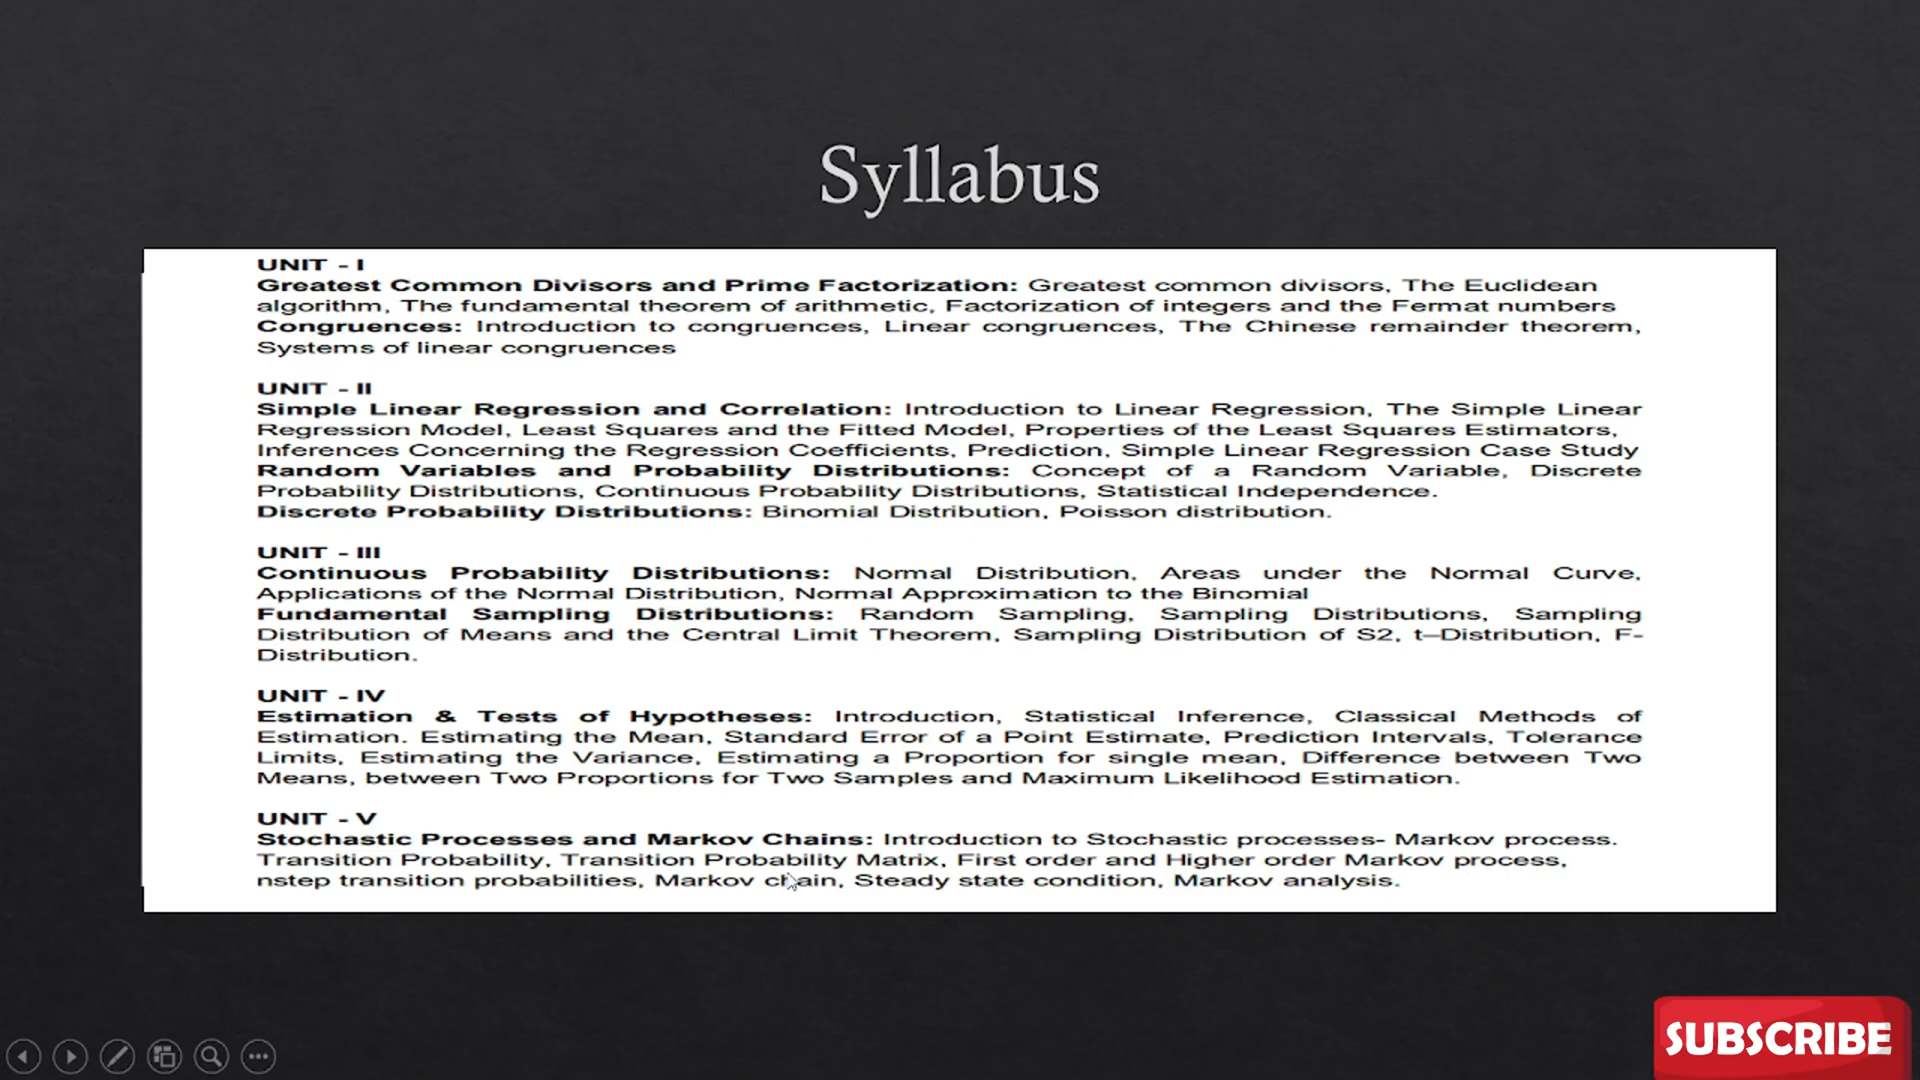 Syllabus
UNIT - I
Greatest Common Divisors and Prime Factorization: Greatest common divisors, The Euclidean
algorithm, The fundamental theorem of arithmetic, Factorization of integers and the Fermat numbers
Congruences: Introduction to congruences, Linear congruences, The Chinese remainder theorem,
Systems of linear congruences
UNIT - II
Simple Linear Regression and Correlation: Introduction to Linear Regression, The Simple Linear
Regression Model, Least Squares and the Fitted Model, Properties of the Least Squares Estimators,
Inferences Concerning the Regression Coefficients, Prediction, Simple Linear Regression Case Study
Random Variables and Probability Distributions: Concept of a Random Variable, Discrete
Probability Distributions, Continuous Probability Distributions, Statistical Independence.
Discrete Probability Distributions: Binomial Distribution, Poisson distribution.
UNIT - III
Continuous Probability Distributions: Normal Distribution, Areas under the Normal Curve,
Applications of the Normal Distribution, Normal Approximation to the Binomial
Fundamental Sampling Distributions: Random Sampling, Sampling Distributions, Sampling
Distribution of Means and the Central Limit Theorem, Sampling Distribution of S2, t–Distribution, F-
Distribution.
UNIT - IV
Estimation & Tests of Hypotheses: Introduction, Statistical Inference, Classical Methods of
Estimation. Estimating the Mean, Standard Error of a Point Estimate, Prediction Intervals, Tolerance
Limits, Estimating the Variance, Estimating a Proportion for single mean, Difference between Two
Means, between Two Proportions for Two Samples and Maximum Likelihood Estimation.
UNIT - V
Stochastic Processes and Markov Chains: Introduction to Stochastic processes- Markov process.
Transition Probability, Transition Probability Matrix, First order and Higher order Markov process,
nstep transition probabilities, Markov chain, Steady state condition, Markov analysis.
SUBSCRIBE